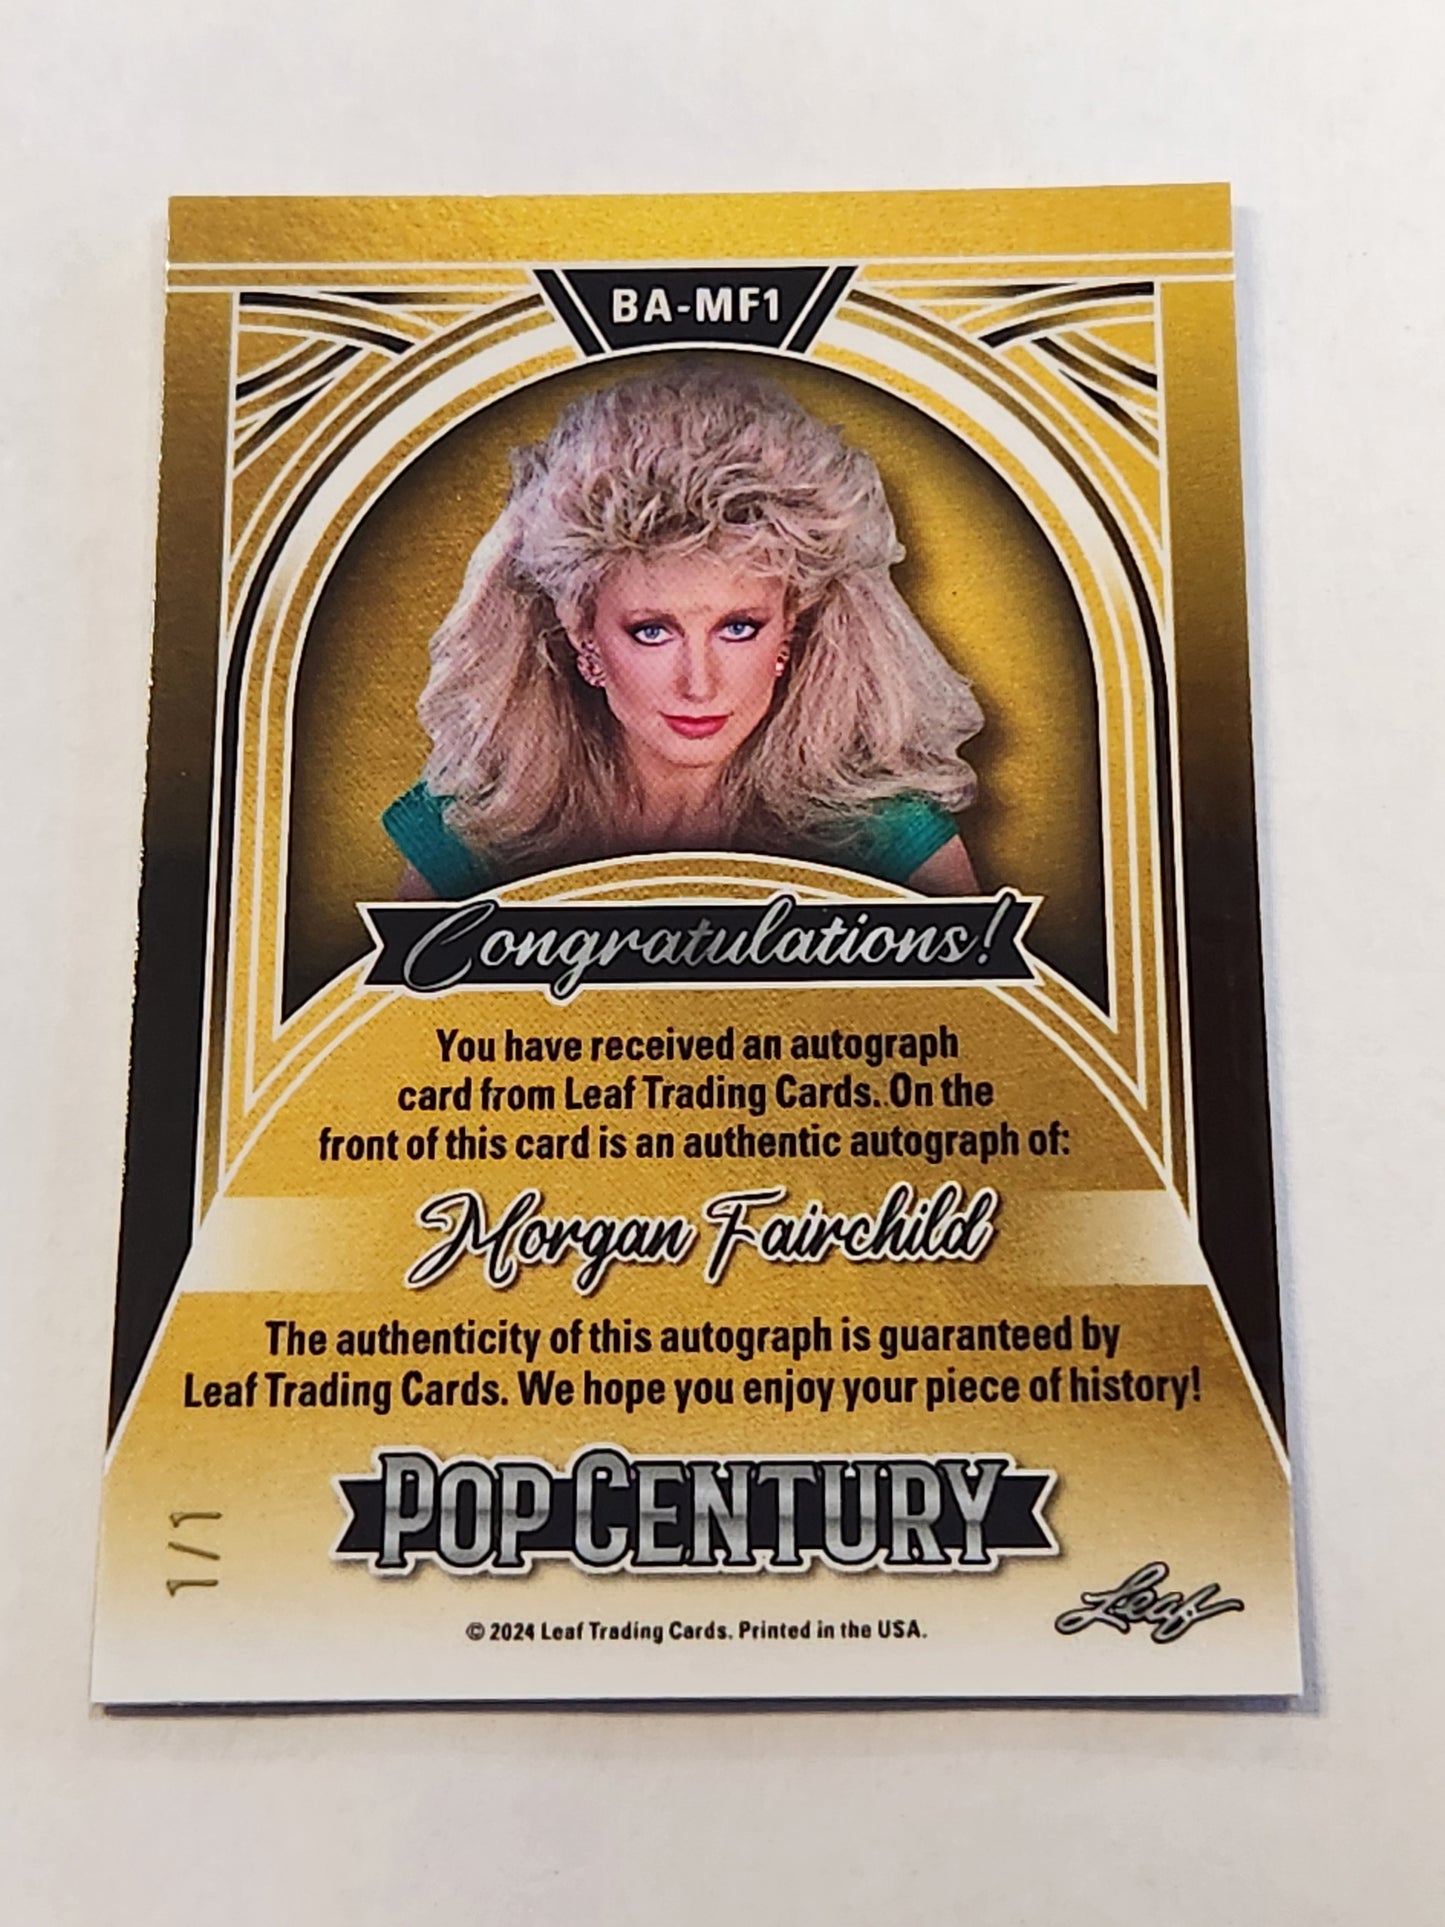 BA-MF1
Congratulations!
You have received an autograph
card from Leaf Trading Cards. On the
front of this card is an authentic autograph of:
Morgan Fairchild
The authenticity of this autograph is guaranteed by
Leaf Trading Cards. We hope you enjoy your piece of history!
POP CENTURY
1/1
Leaf
© 2024 Leaf Trading Cards. Printed in the USA.